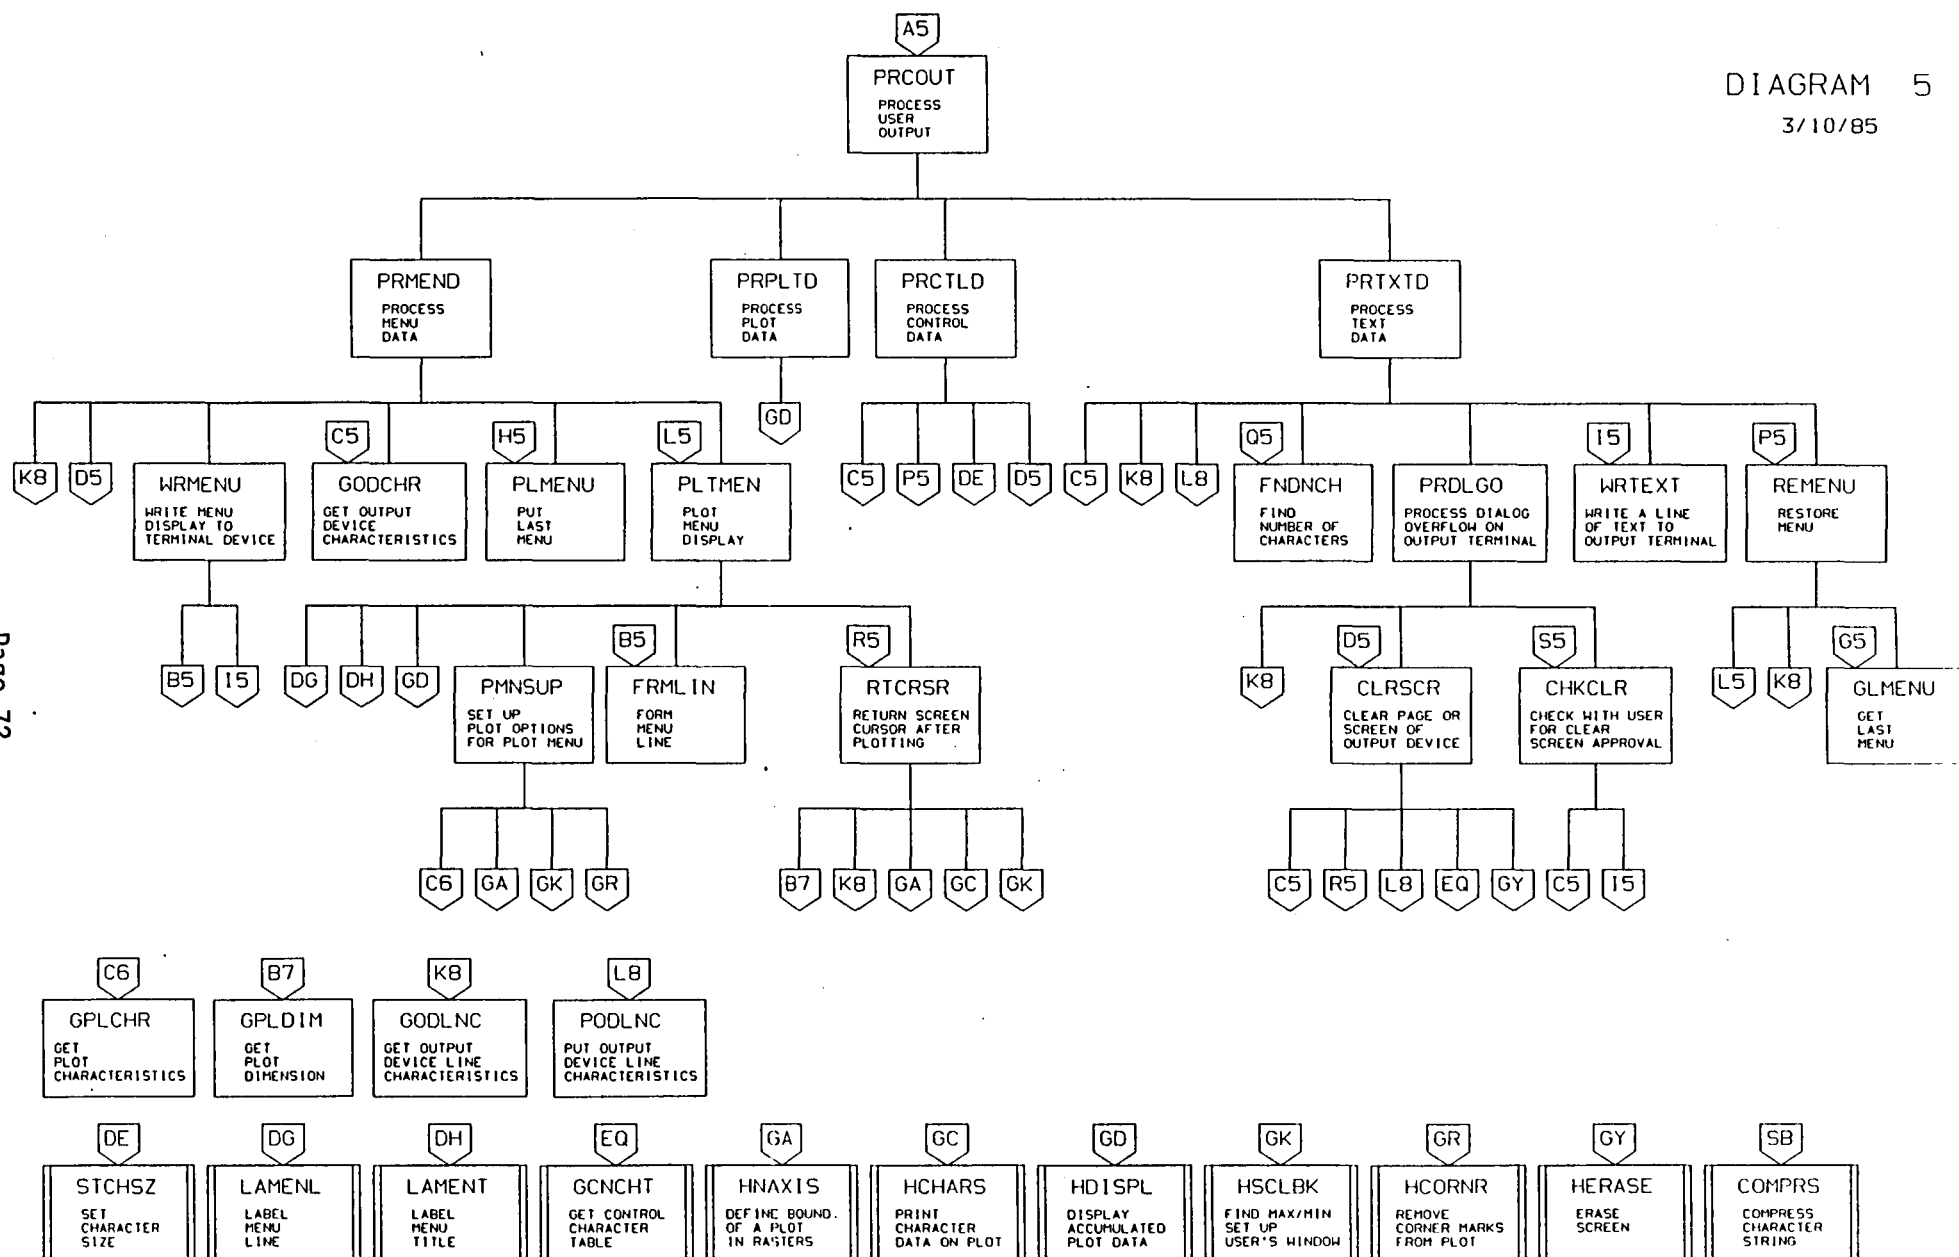 A5
PRCOUT
PROCESS
USER
OUTPUT
DIAGRAM 5
3/10/85
PRMEND
PROCESS
MENU
DATA
PRPLTD
PROCESS
PLOT
DATA
PRCTLD
PROCESS
CONTROL
DATA
PRTXTD
PROCESS
TEXT
DATA
K8
D5
WRMENU
WRITE MENU
DISPLAY TO
TERMINAL DEVICE
C5
GODCHR
GET OUTPUT
DEVICE
CHARACTERISTICS
H5
PLMENU
PUT
LAST
MENU
L5
PLTMEN
PLOT
MENU
DISPLAY
GD
C5
P5
DE
D5
C5
K8
L8
Q5
FNDNCH
FIND
NUMBER OF
CHARACTERS
PRDLGO
PROCESS DIALOG
OVERFLOW ON
OUTPUT TERMINAL
I5
WRTEXT
WRITE A LINE
OF TEXT TO
OUTPUT TERMINAL
P5
REMENU
RESTORE
MENU
B5
I5
DG
DH
GD
PMNSUP
SET UP
PLOT OPTIONS
FOR PLOT MENU
B5
FRMLIN
FORM
MENU
LINE
R5
RTCRSR
RETURN SCREEN
CURSOR AFTER
PLOTTING
K8
D5
CLRSCR
CLEAR PAGE OR
SCREEN OF
OUTPUT DEVICE
S5
CHKCLR
CHECK WITH USER
FOR CLEAR
SCREEN APPROVAL
L5
K8
G5
GLMENU
GET
LAST
MENU
Page 72
C6
GA
GK
GR
B7
K8
GA
GC
GK
C5
R5
L8
EQ
GY
C5
I5
C6
GPLCHR
GET
PLOT
CHARACTERISTICS
B7
GPLDIM
GET
PLOT
DIMENSION
K8
GODLNC
GET OUTPUT
DEVICE LINE
CHARACTERISTICS
L8
PODLNC
PUT OUTPUT
DEVICE LINE
CHARACTERISTICS
DE
STCHSZ
SET
CHARACTER
SIZE
DG
LAMENL
LABEL
MENU
LINE
DH
LAMENT
LABEL
MENU
TITLE
EQ
GCNCHT
GET CONTROL
CHARACTER
TABLE
GA
HNAXIS
DEFINE BOUND.
OF A PLOT
IN RASTERS
GC
HCHARS
PRINT
CHARACTER
DATA ON PLOT
GD
HDISPL
DISPLAY
ACCUMULATED
PLOT DATA
GK
HSCLBK
FIND MAX/MIN
SET UP
USER'S WINDOW
GR
HCORNR
REMOVE
CORNER MARKS
FROM PLOT
GY
HERASE
ERASE
SCREEN
SB
COMPRS
COMPRESS
CHARACTER
STRING